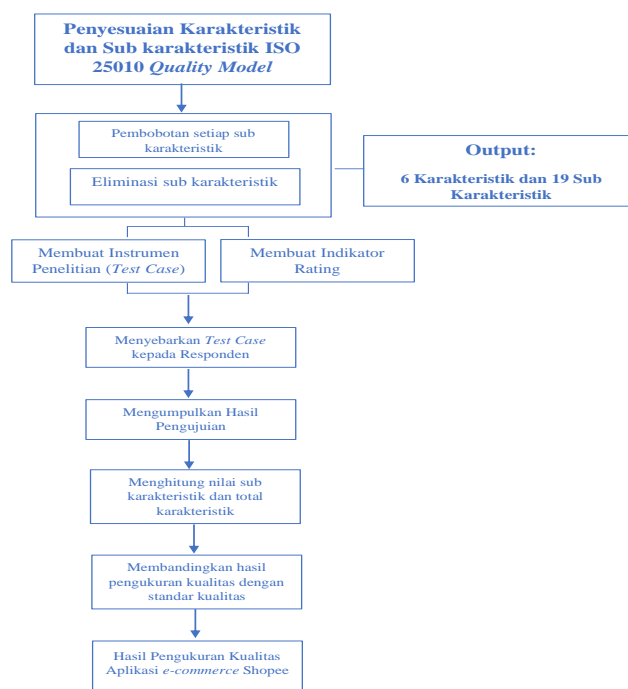 Penyesuaian Karakteristik
dan Sub karakteristik ISO
25010 Quality Model
Pembobotan setiap sub
karakteristik
Eliminasi sub karakteristik
Output:
6 Karakteristik dan 19 Sub
Karakteristik
Membuat Instrumen
Penelitian (Test Case)
Membuat Indikator
Rating
Menyebarkan Test Case
kepada Responden
Mengumpulkan Hasil
Pengujuian
Menghitung nilai sub
karakteristik dan total
karakteristik
Membandingkan hasil
pengukuran kualitas dengan
standar kualitas
Hasil Pengukuran Kualitas
Aplikasi e-commerce Shopee